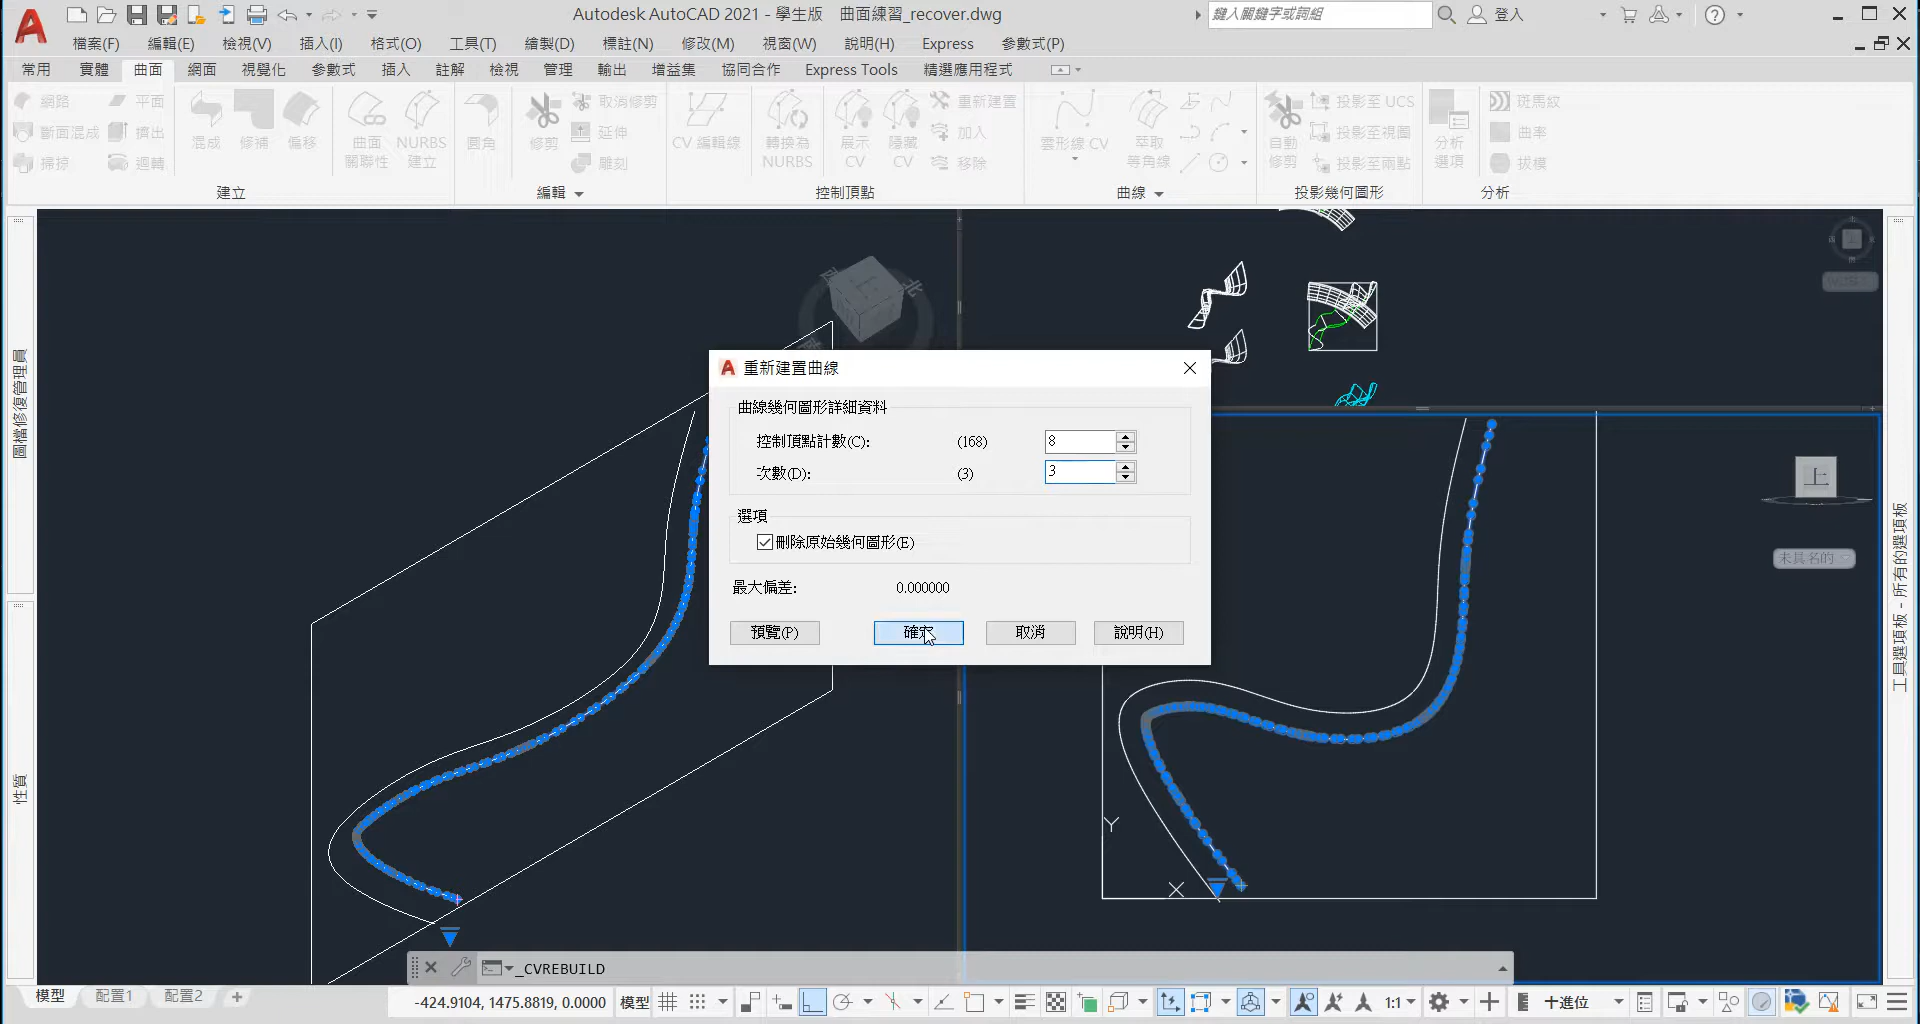 Autodesk AutoCAD 2021 - 學生版 曲面練習_recover.dwg
鍵入關鍵字或詞組
登入
檔案(F) 編輯(E) 檢視(V) 插入(I) 格式(O) 工具(T) 繪製(D) 標註(N) 修改(M) 視窗(W) 說明(H) Express 參數式(P)
常用 實體 曲面 網面 視覺化 參數式 插入 註解 檢視 管理 輸出 增益集 協同合作 Express Tools 精選應用程式
網路 平面
斷面混成 擠出
掃掠 迴轉
混成 修補 偏移
建立
曲面
關聯性
NURBS
建立
圓角
修剪
取消修剪
延伸
雕刻
編輯
CV 編輯線
轉換為
NURBS
展示
CV
隱藏
CV
重新建置
加入
移除
控制頂點
雲形線 CV
萃取
等角線
曲線
自動
修剪
投影至 UCS
投影至視圖
投影至兩點
投影幾何圖形
分析
選項
斑馬紋
曲率
拔模
分析
圖檔修復管理員
性質
工具選項板 - 所有的選項板
上
北
上
未具名的
重新建置曲線
曲線幾何圖形詳細資料
控制頂點計數(C): (168) 8
次數(D): (3) 3
選項
刪除原始幾何圖形(E)
最大偏差: 0.000000
預覽(P) 確定 取消 說明(H)
Y
X
_CVREBUILD
模型 配置1 配置2 +
-424.9104, 1475.8819, 0.0000 模型 1:1 十進位